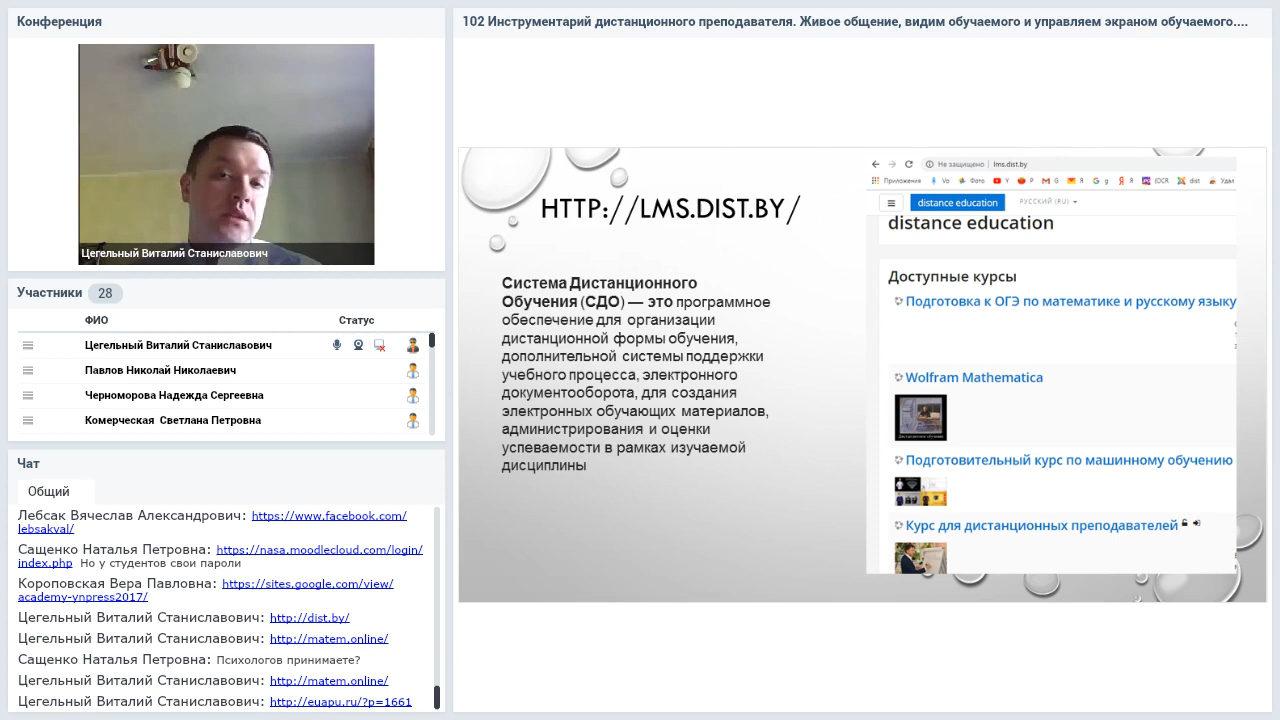 Конференция
Цегельный Виталий Станиславович
Участники 28
ФИО Статус
Цегельный Виталий Станиславович
Павлов Николай Николаевич
Черноморова Надежда Сергеевна
Комерческая Светлана Петровна
Чат
Общий
Лебсак Вячеслав Александрович: https://www.facebook.com/
lebsakval/
Сащенко Наталья Петровна: https://nasa.moodlecloud.com/login/
index.php Но у студентов свои пароли
Короповская Вера Павловна: https://sites.google.com/view/
academy-ynpress2017/
Цегельный Виталий Станиславович: http://dist.by/
Цегельный Виталий Станиславович: http://matem.online/
Сащенко Наталья Петровна: Психологов принимаете?
Цегельный Виталий Станиславович: http://matem.online/
Цегельный Виталий Станиславович: http://euapu.ru/?p=1661
102 Инструментарий дистанционного преподавателя. Живое общение, видим обучаемого и управляем экраном обучаемого....
HTTP://LMS.DIST.BY/
Система Дистанционного
Обучения (СДО) — это программное
обеспечение для организации
дистанционной формы обучения,
дополнительной системы поддержки
учебного процесса, электронного
документооборота, для создания
электронных обучающих материалов,
администрирования и оценки
успеваемости в рамках изучаемой
дисциплины
Не защищено | lms.dist.by
Приложения Vo Фото Y P G Я G g Я (OCR dist Удал
distance education РУССКИЙ (RU)
distance education
Доступные курсы
Подготовка к ОГЭ по математике и русскому языку
Wolfram Mathematica
Подготовительный курс по машинному обучению
Курс для дистанционных преподавателей